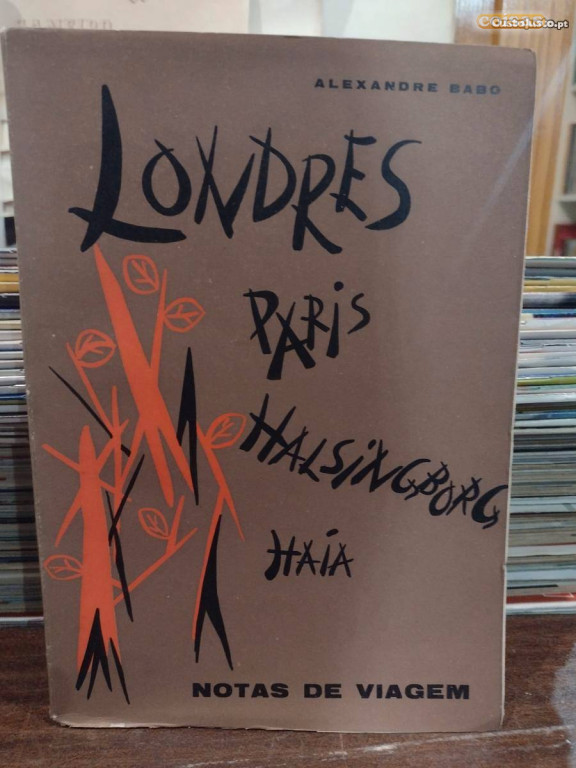 CustoJusto.pt
ALEXANDRE BABO
LONDRES
PARIS
HALSINGBORG
HAIA
NOTAS DE VIAGEM